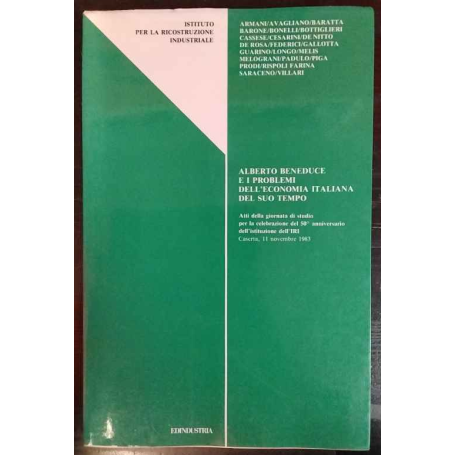 ISTITUTO
PER LA RICOSTRUZIONE
INDUSTRIALE
ARMANI/AVAGLIANO/BARATTA
BARONE/BONELLI/BOTTIGLIERI
CASSESE/CESARINI/DE NITTO
DE ROSA/FEDERICI/GALLOTTA
GUARINO/LONGO/MELIS
MELOGRANI/PADULO/PIGA
PRODI/RISPOLI FARINA
SARACENO/VILLARI
ALBERTO BENEDUCE
E I PROBLEMI
DELL'ECONOMIA ITALIANA
DEL SUO TEMPO
Atti della giornata di studio
per la celebrazione del 50° anniversario
dell'istituzione dell'IRI
Caserta, 11 novembre 1983
EDINDUSTRIA